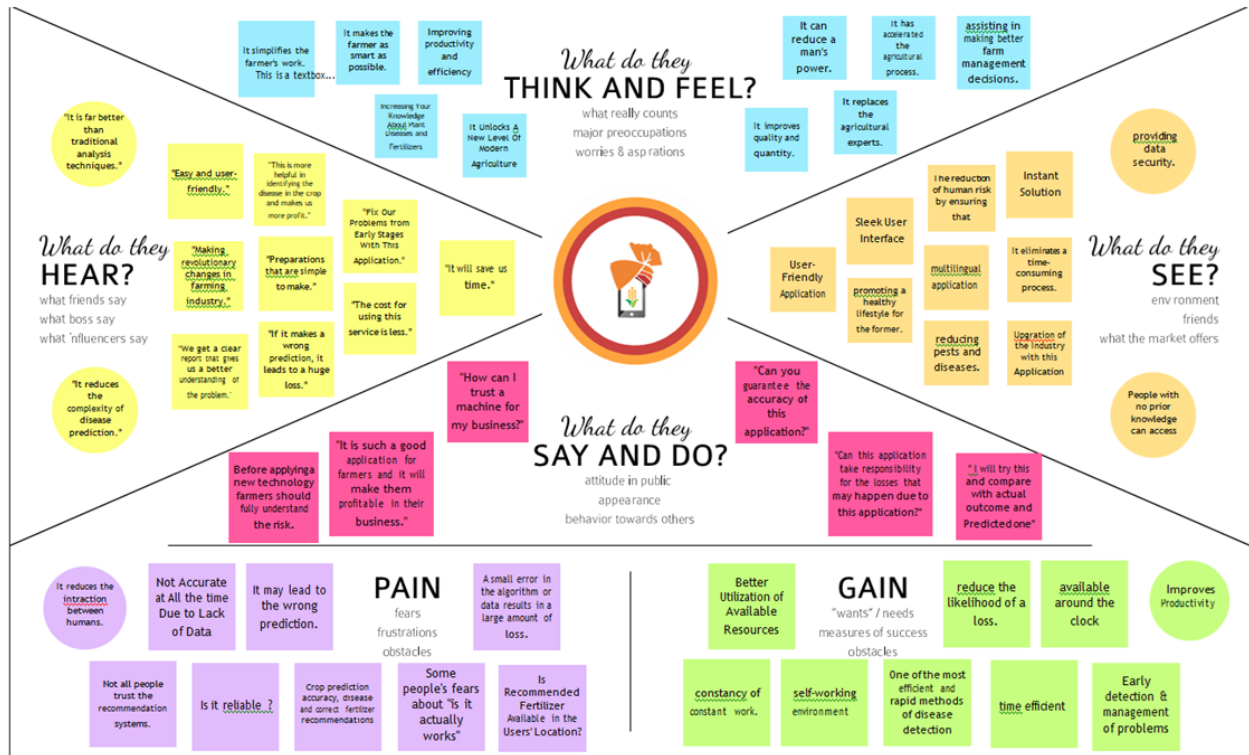 It simplifies the
farmer's work.
This is a textbox...
It makes the
farmer as
smart as
possible.
Improving
productivity
and
efficiency
Increasing Your
Knowledge
About Plant
Diseases and
Fertilizers
It Unlocks A
New Level Of
Modern
Agriculture
What do they
THINK AND FEEL?
what really counts
major preoccupations
worries & asp rations
It can
reduce a
man's
power.
It has
accelerated
the
agricultural
process.
assisting in
making better
farm
management
decisions.
It improves
quality and
quantity.
It replaces
the
agricultural
experts.
"It is far better
than
traditional
analysis
techniques."
"Easy and user-
friendly."
"This is more
helpful in
identifying the
disease in the crop
and makes us
more profit."
"Fix Our
Problems from
Early Stages
With This
Application."
What do they
HEAR?
what friends say
what boss say
what 'nfluencers say
"Making
revolutionary
changes in
farming
industry."
"Preparations
that are simple
to make."
"it will save us
time."
"The cost for
using this
service is less."
"We get a clear
report that gives
us a better
understanding of
the problem."
"If it makes a
wrong
prediction, it
leads to a huge
loss."
"It reduces
the
complexity of
disease
prediction."
providing
data
security.
The reduction
of human risk
by ensuring
that
Instant
Solution
Sleek User
Interface
User-
Friendly
Application
multilingual
application
It eliminates a
time-
consuming
process.
promoting a
healthy
lifestyle for
the former.
reducing
pests and
diseases.
Upgration of
the Industry
with this
Application
What do they
SEE?
env ronment
friends
what the market offers
People with
no prior
knowledge
can access
"How can I
trust a
machine for
my business?"
"Can you
guarantee the
accuracy of
this
application?"
What do they
SAY AND DO?
attitude in public
appearance
behavior towards others
Before applyinga
new technology
farmers should
fully understand
the risk.
"It is such a good
application for
farmers and it will
make them
profitable in their
business."
"Can this application
take responsibility
for the losses that
may happen due to
this application?"
" I will try this
and compare
with actual
outcome and
Predicted one"
It reduces the
intraction
between
humans.
Not Accurate
at All the time
Due to Lack
of Data
It may lead to
the wrong
prediction.
PAIN
fears
frustrations
obstacles
A small error in
the algorithm or
data results in a
large amount of
loss.
Not all people
trust the
recommendation
systems.
Is it reliable ?
Crop prediction
accuracy, disease
and correct fertilizer
recommendations
Some
people's fears
about "is it
actually
works"
Is
Recommended
Fertilizer
Available in the
Users' Location?
Better
Utilization of
Available
Resources
GAIN
"wants" / needs
measures of success
obstacles
reduce the
likelihood of a
loss.
available
around the
clock
Improves
Productivity
constancy of
constant work.
self-working
environment
One of the most
efficient and
rapid methods
of disease
detection
time efficient
Early
detection &
management
of problems